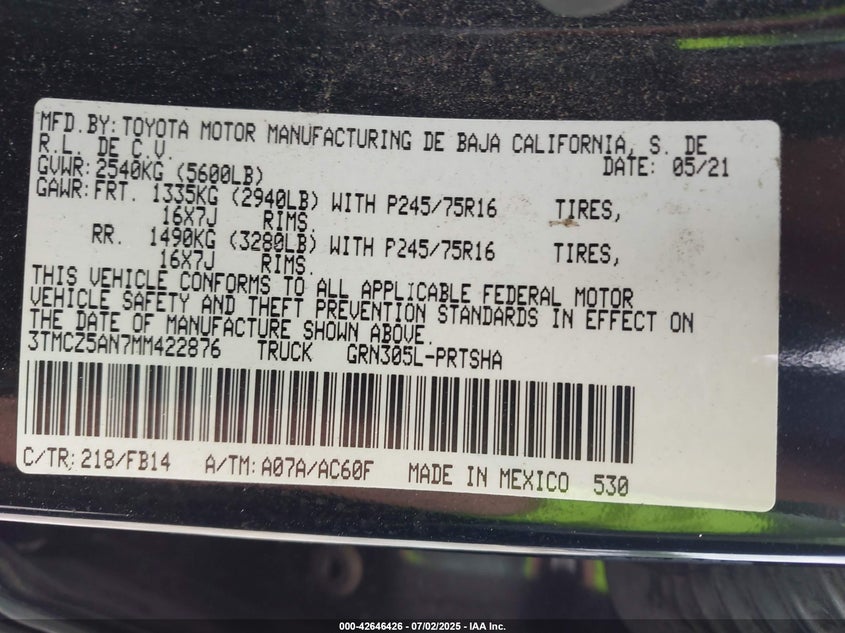 MFD.BY:TOYOTA MOTOR MANUFACTURING DE BAJA CALIFORNIA, S. DE
R.L. DE C.V. DATE: 05/21
GVWR:2540KG (5600LB)
GAWR:FRT. 1335KG (2940LB) WITH P245/75R16 TIRES,
16X7J RIMS.
RR. 1490KG (3280LB) WITH P245/75R16 TIRES,
16X7J RIMS.
THIS VEHICLE CONFORMS TO ALL APPLICABLE FEDERAL MOTOR
VEHICLE SAFETY AND THEFT PREVENTION STANDARDS IN EFFECT ON
THE DATE OF MANUFACTURE SHOWN ABOVE.
3TMCZ5AN7MM422876 TRUCK GRN305L-PRTSHA
C/TR:218/FB14 A/TM:A07A/AC60F MADE IN MEXICO 530
000-42646426 - 07/02/2025 - IAA Inc.